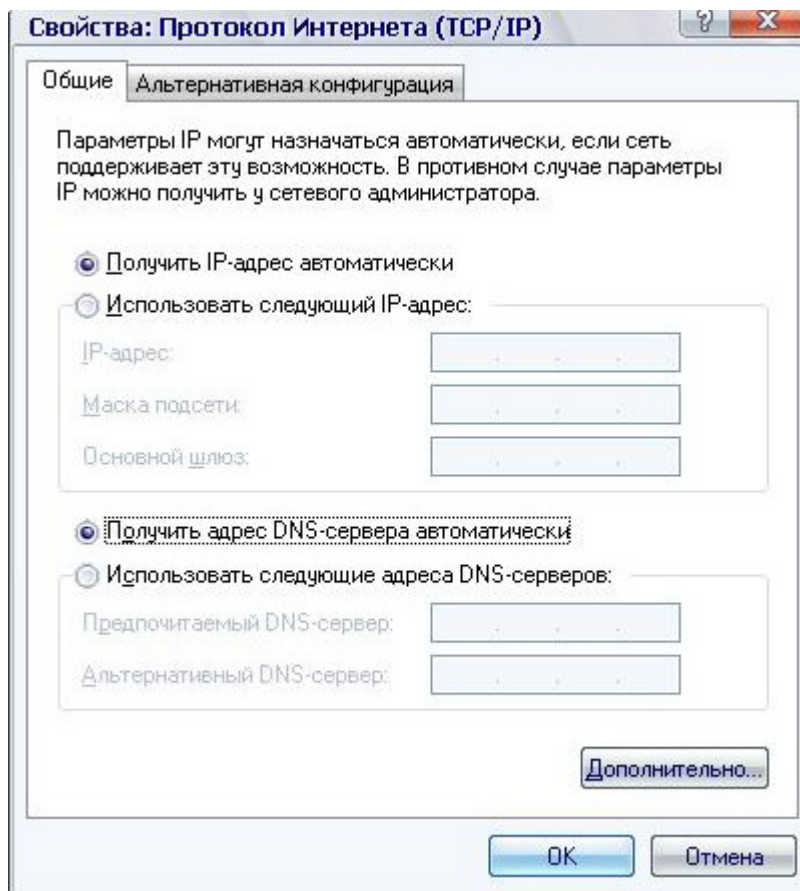 Свойства: Протокол Интернета (TCP/IP)
Общие
Альтернативная конфигурация
Параметры IP могут назначаться автоматически, если сеть
поддерживает эту возможность. В противном случае параметры
IP можно получить у сетевого администратора.
Получить IP-адрес автоматически
Использовать следующий IP-адрес:
IP-адрес:
Маска подсети:
Основной шлюз:
Получить адрес DNS-сервера автоматически
Использовать следующие адреса DNS-серверов:
Предпочитаемый DNS-сервер:
Альтернативный DNS-сервер:
Дополнительно...
OK
Отмена